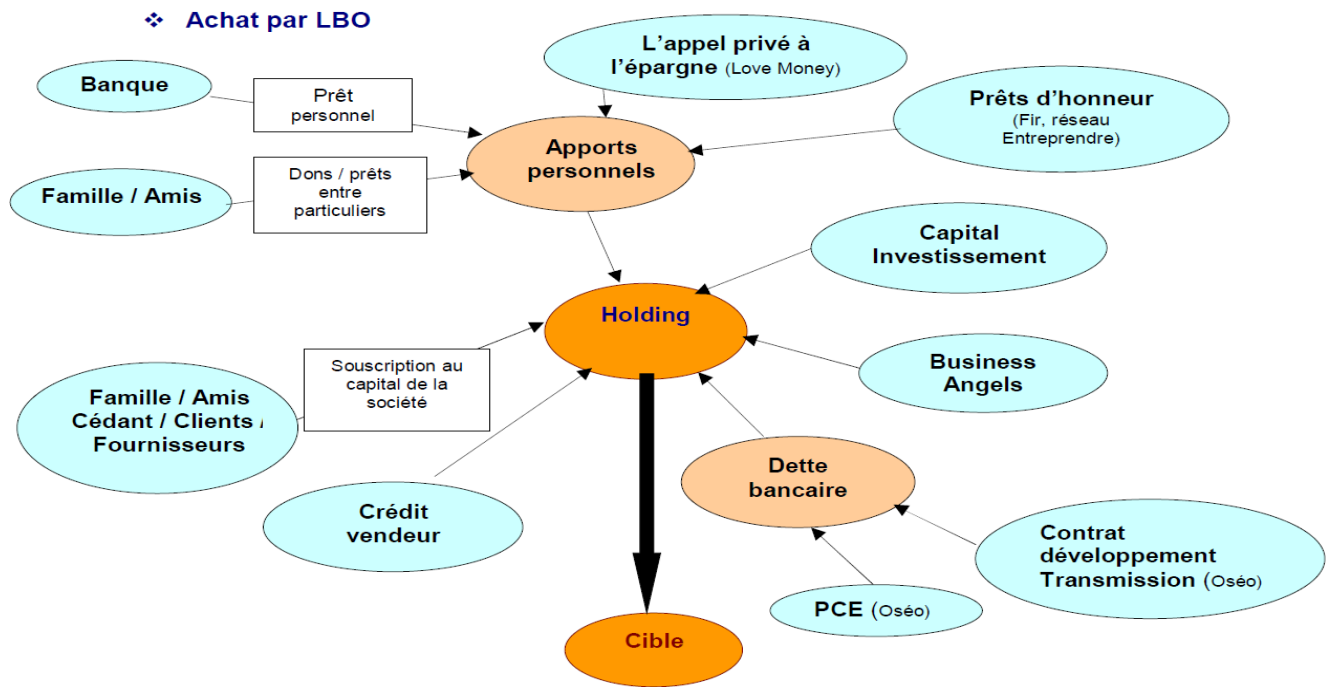 ❖ Achat par LBO
L'appel privé à
l'épargne (Love Money)
Banque
Prêt
personnel
Prêts d'honneur
(Fir, réseau
Entreprendre)
Apports
personnels
Famille / Amis
Dons / prêts
entre
particuliers
Capital
Investissement
Holding
Souscription au
capital de la
société
Business
Angels
Famille / Amis
Cédant / Clients /
Fournisseurs
Dette
bancaire
Crédit
vendeur
Contrat
développement
Transmission (Oséo)
PCE (Oséo)
Cible